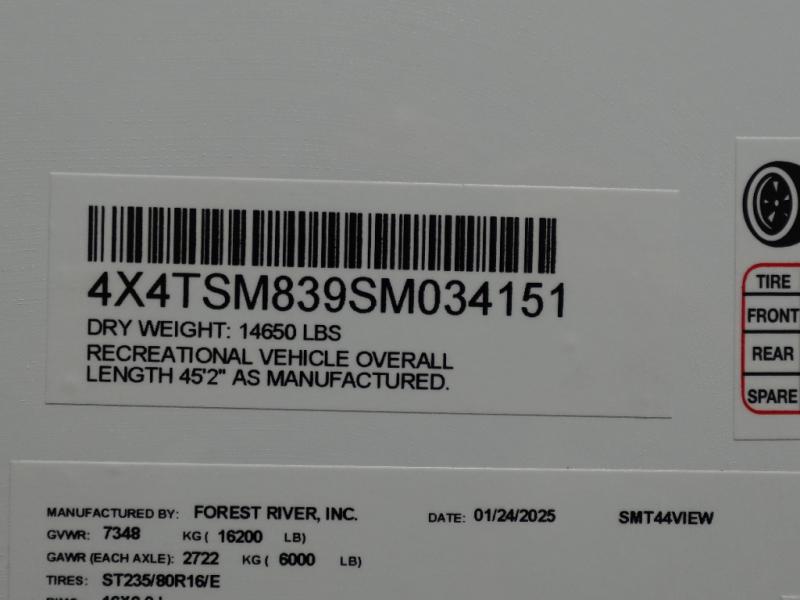 4X4TSM839SM034151
DRY WEIGHT: 14650 LBS
RECREATIONAL VEHICLE OVERALL
LENGTH 45'2" AS MANUFACTURED.
TIRE
FRONT
REAR
SPARE
MANUFACTURED BY: FOREST RIVER, INC. DATE: 01/24/2025 SMT44VIEW
GVWR: 7348 KG ( 16200 LB)
GAWR (EACH AXLE): 2722 KG ( 6000 LB)
TIRES: ST235/80R16/E